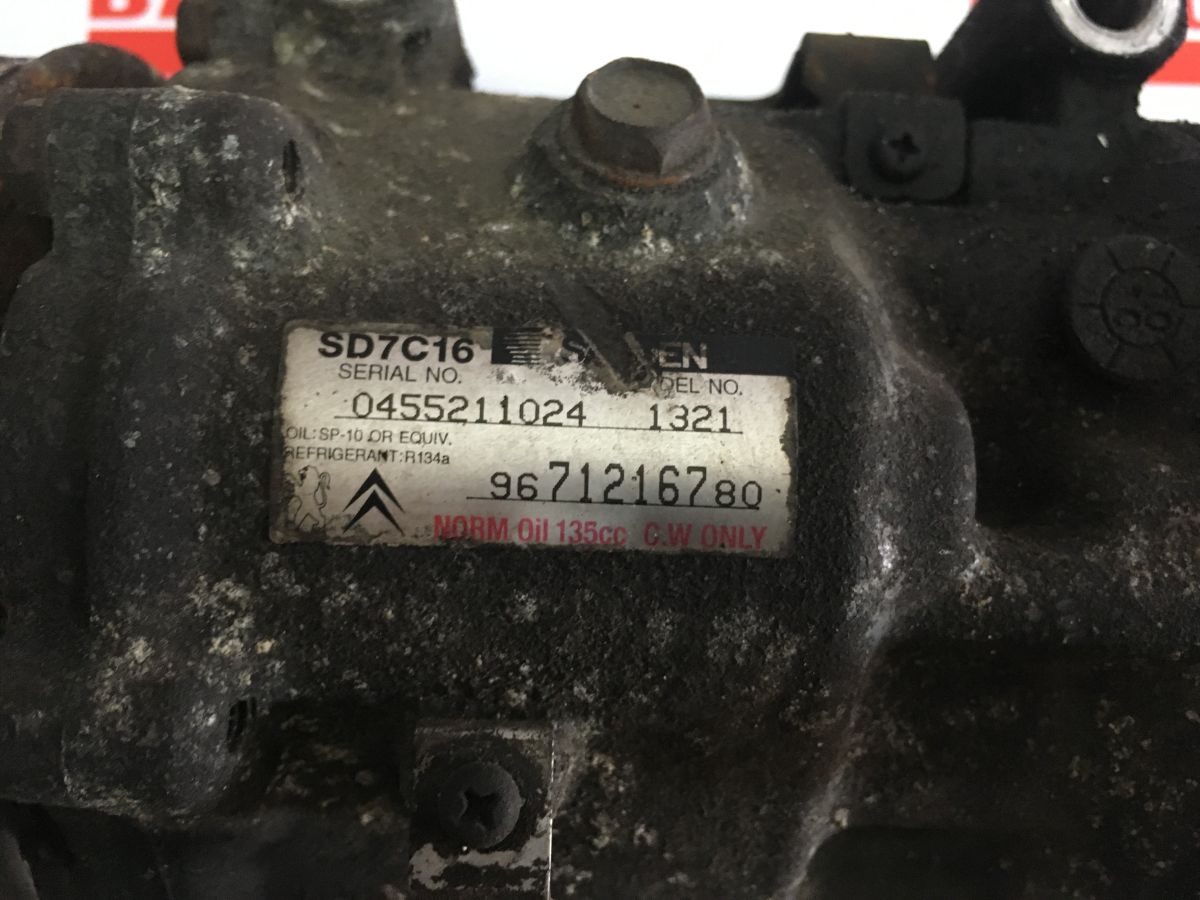 SD7C16
SERIAL NO.
0455211024 1321
OIL: SP-10 OR EQUIV.
REFRIGERANT: R134a
9671216780
NORM Oil 135cc C.W ONLY